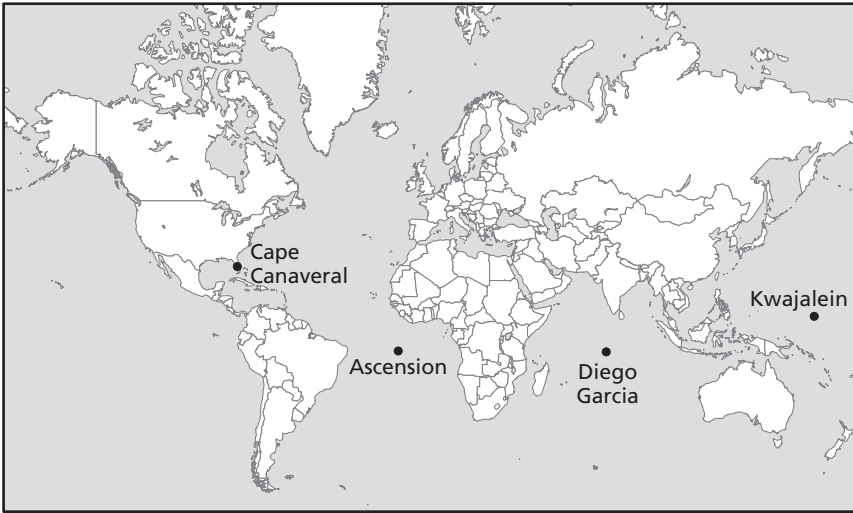 Cape
Canaveral
Kwajalein
Ascension
Diego
Garcia